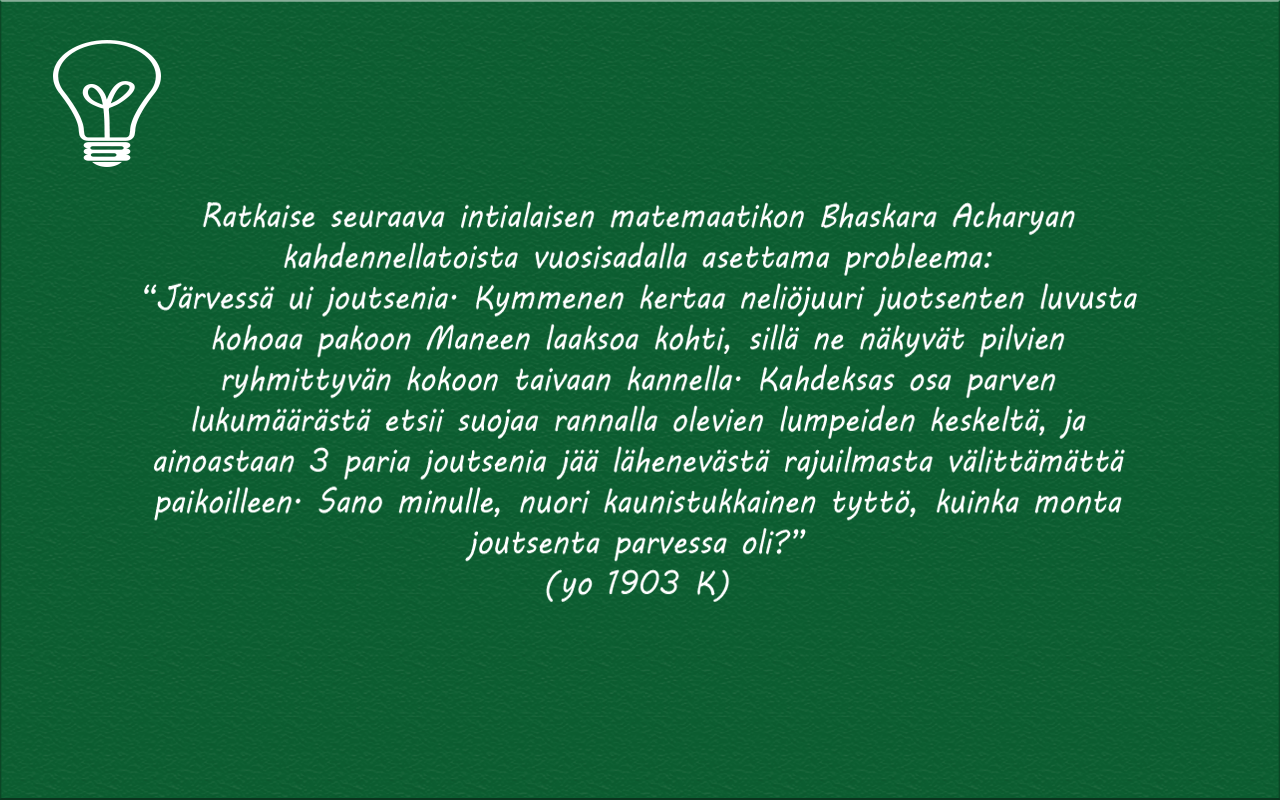 Ratkaise seuraava intialaisen matemaatikon Bhaskara Acharyan
kahdennellatoista vuosisadalla asettama probleema:
“Järvessä ui joutsenia. Kymmenen kertaa neliöjuuri juotsenten luvusta
kohoaa pakoon Maneen laaksoa kohti, sillä ne näkyvät pilvien
ryhmittyvän kokoon taivaan kannella. Kahdeksas osa parven
lukumäärästä etsii suojaa rannalla olevien lumpeiden keskeltä, ja
ainoastaan 3 paria joutsenia jää lähenevästä rajuilmasta välittämättä
paikoilleen. Sano minulle, nuori kaunistukkainen tyttö, kuinka monta
joutsenta parvessa oli?”
(yo 1903 K)